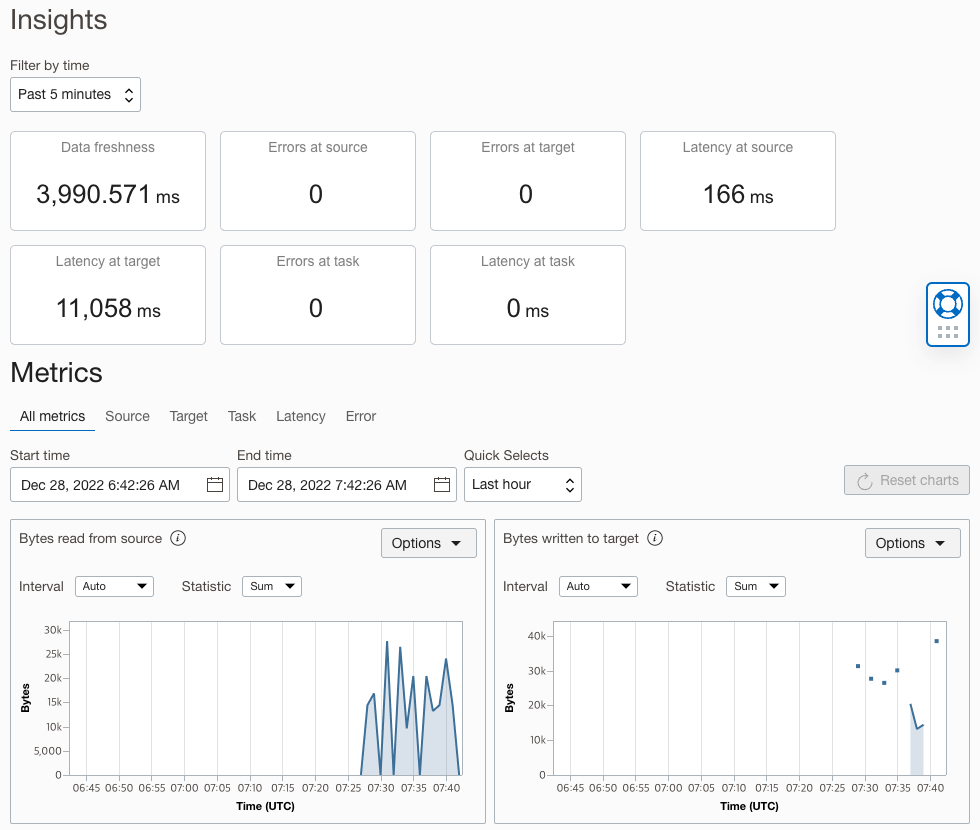 Insights
Filter by time
Past 5 minutes
Data freshness
3,990.571 ms
Errors at source
0
Errors at target
0
Latency at source
166 ms
Latency at target
11,058 ms
Errors at task
0
Latency at task
0 ms
Metrics
All metrics Source Target Task Latency Error
Start time End time Quick Selects
Dec 28, 2022 6:42:26 AM Dec 28, 2022 7:42:26 AM Last hour Reset charts
Bytes read from source Options
Interval Auto Statistic Sum
Bytes
30k
25k
20k
15k
10k
5,000
0
06:45 06:50 06:55 07:00 07:05 07:10 07:15 07:20 07:25 07:30 07:35 07:40
Time (UTC)
Bytes written to target Options
Interval Auto Statistic Sum
Bytes
40k
30k
20k
10k
0
06:45 06:50 06:55 07:00 07:05 07:10 07:15 07:20 07:25 07:30 07:35 07:40
Time (UTC)